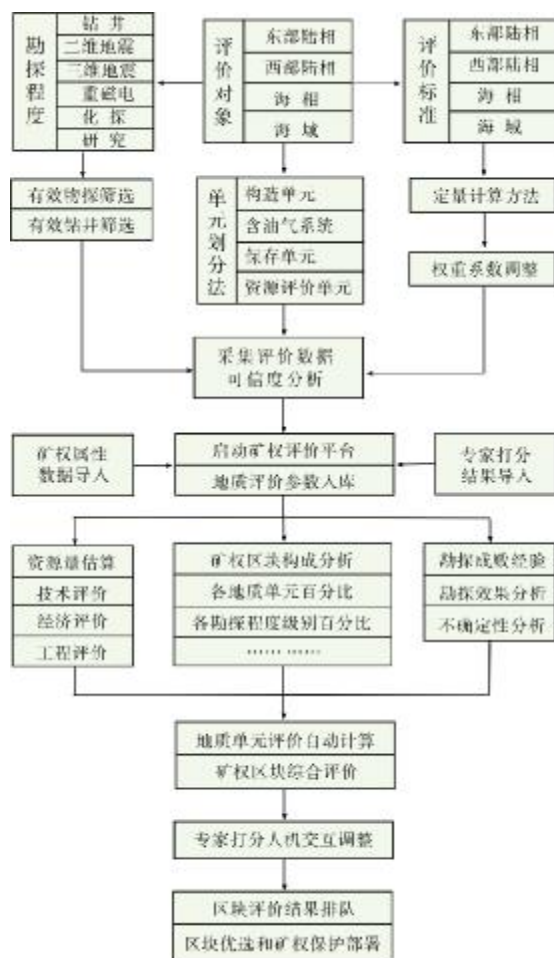 勘探程度
钻井
二维地震
三维地震
重磁电
化探
研究
评价对象
东部陆相
西部陆相
海相
海域
评价标准
东部陆相
西部陆相
海相
海域
有效物探筛选
有效钻井筛选
单元划分法
构造单元
含油气系统
保存单元
资源评价单元
定量计算方法
权重系数调整
采集评价数据
可信度分析
矿权属性
数据导入
启动矿权评价平台
地质评价参数入库
专家打分
结果导入
资源量估算
技术评价
经济评价
工程评价
矿权区块构成分析
各地质单元百分比
各勘探程度级别百分比
…… ……
勘探成败经验
勘探效果分析
不确定性分析
地质单元评价自动计算
矿权区块综合评价
专家打分人机交互调整
区块评价结果排队
区块优选和矿权保护部署